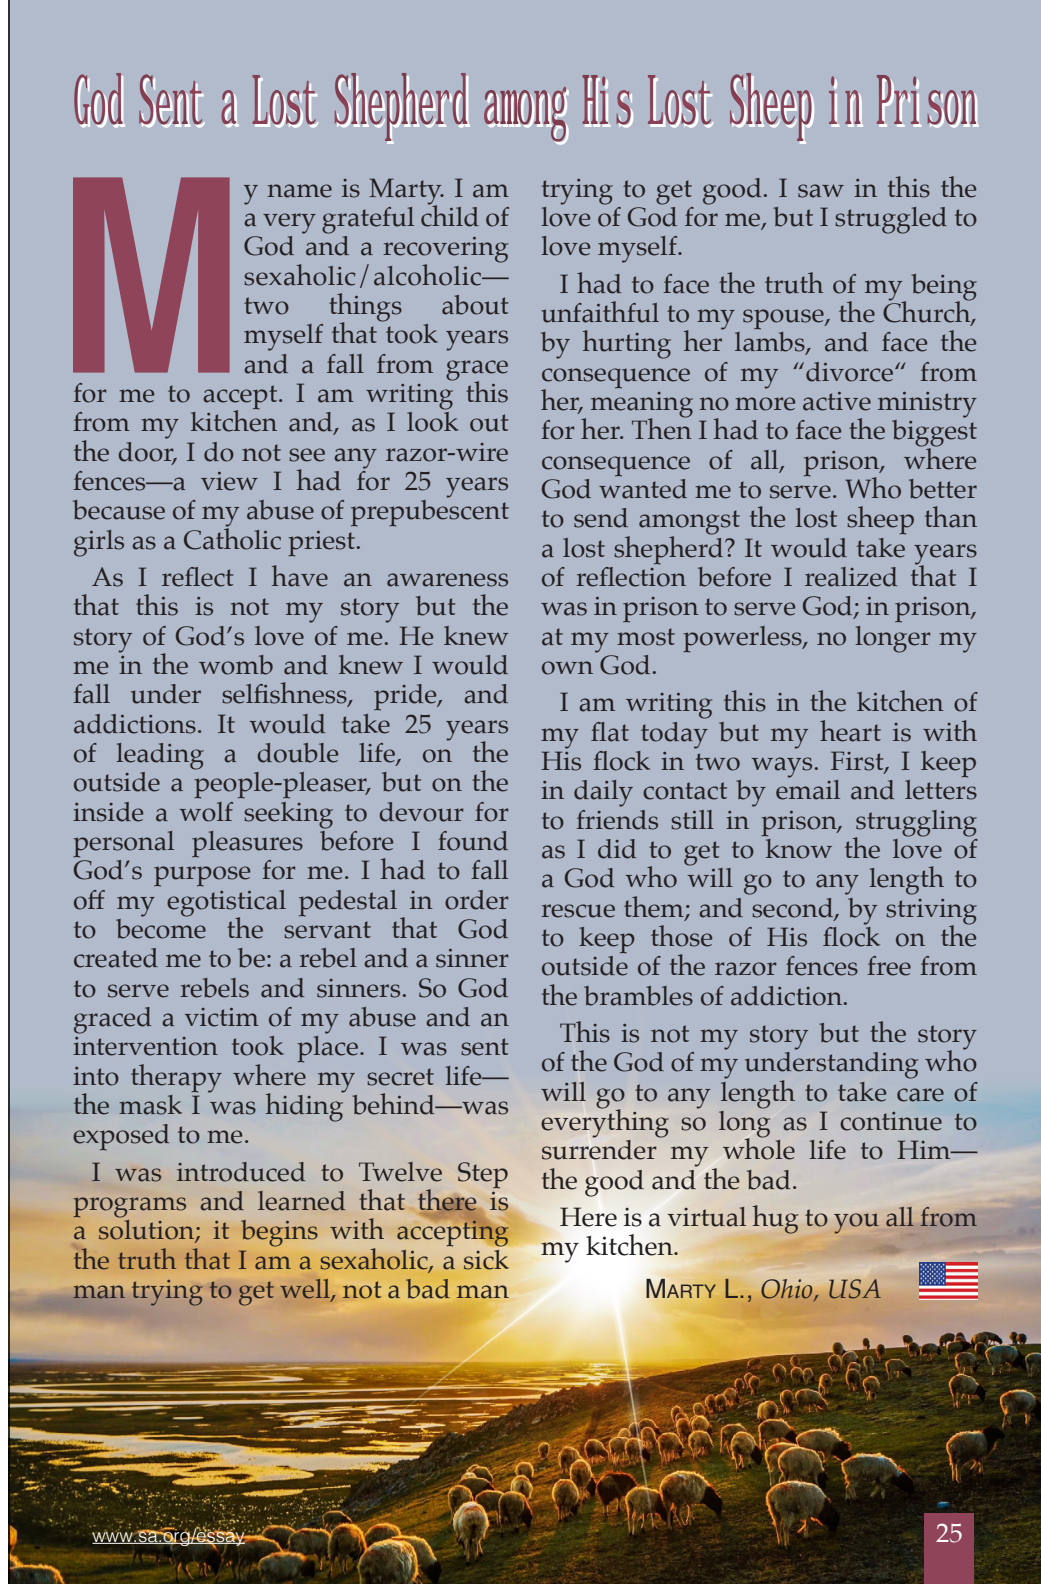 God Sent a Lost Shepherd among His Lost Sheep in Prison
My name is Marty. I am
a very grateful child of
God and a recovering
sexaholic/alcoholic—
two things about
myself that took years
and a fall from grace
for me to accept. I am writing this
from my kitchen and, as I look out
the door, I do not see any razor-wire
fences—a view I had for 25 years
because of my abuse of prepubescent
girls as a Catholic priest.
As I reflect I have an awareness
that this is not my story but the
story of God's love of me. He knew
me in the womb and knew I would
fall under selfishness, pride, and
addictions. It would take 25 years
of leading a double life, on the
outside a people-pleaser, but on the
inside a wolf seeking to devour for
personal pleasures before I found
God's purpose for me. I had to fall
off my egotistical pedestal in order
to become the servant that God
created me to be: a rebel and a sinner
to serve rebels and sinners. So God
graced a victim of my abuse and an
intervention took place. I was sent
into therapy where my secret life—
the mask I was hiding behind—was
exposed to me.
I was introduced to Twelve Step
programs and learned that there is
a solution; it begins with accepting
the truth that I am a sexaholic, a sick
man trying to get well, not a bad man
trying to get good. I saw in this the
love of God for me, but I struggled to
love myself.
I had to face the truth of my being
unfaithful to my spouse, the Church,
by hurting her lambs, and face the
consequence of my “divorce“ from
her, meaning no more active ministry
for her. Then I had to face the biggest
consequence of all, prison, where
God wanted me to serve. Who better
to send amongst the lost sheep than
a lost shepherd? It would take years
of reflection before I realized that I
was in prison to serve God; in prison,
at my most powerless, no longer my
own God.
I am writing this in the kitchen of
my flat today but my heart is with
His flock in two ways. First, I keep
in daily contact by email and letters
to friends still in prison, struggling
as I did to get to know the love of
a God who will go to any length to
rescue them; and second, by striving
to keep those of His flock on the
outside of the razor fences free from
the brambles of addiction.
This is not my story but the story
of the God of my understanding who
will go to any length to take care of
everything so long as I continue to
surrender my whole life to Him—
the good and the bad.
Here is a virtual hug to you all from
my kitchen.
Marty L., Ohio, USA
www.sa.org/essay
25